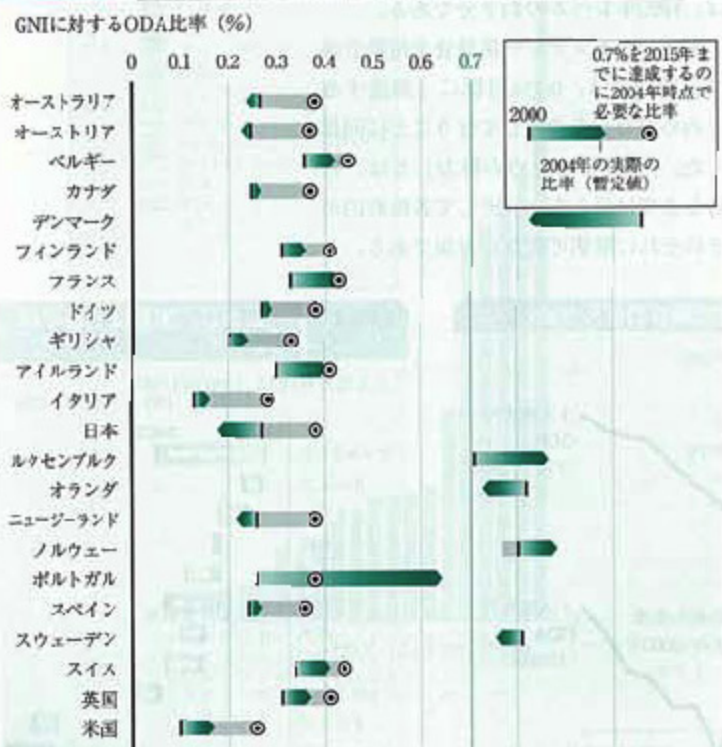 GNIに対するODA比率（%）
0 0.1 0.2 0.3 0.4 0.5 0.6 0.7
0.7%を2015年ま
でに達成するの
に2004年時点で
必要な比率
2000
2004年の実際の
比率（暫定値）
オーストラリア
オーストリア
ベルギー
カナダ
デンマーク
フィンランド
フランス
ドイツ
ギリシャ
アイルランド
イタリア
日本
ルクセンブルク
オランダ
ニュージーランド
ノルウェー
ポルトガル
スペイン
スウェーデン
スイス
英国
米国